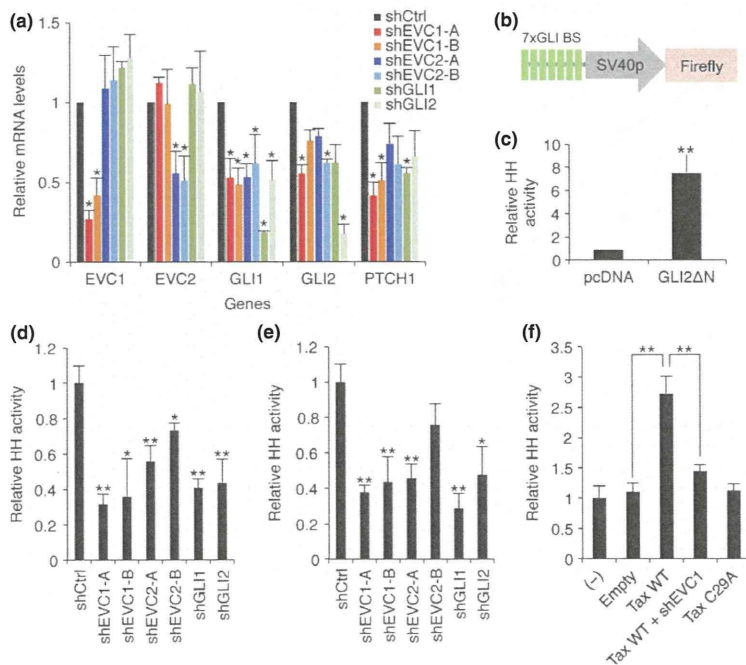 (a)
1.5
1
0.5
0
Relative mRNA levels
shCtrl
shEVC1-A
shEVC1-B
shEVC2-A
shEVC2-B
shGLI1
shGLI2
* * * * * * * * * * * * * * * * *
EVC1 EVC2 GLI1 GLI2 PTCH1
Genes
(b)
7xGLI BS
SV40p
Firefly
(c)
Relative HH
activity
10
8
6
4
2
0
**
pcDNA GLI2ΔN
(d)
Relative HH activity
1.2
1
0.8
0.6
0.4
0.2
0
** * ** * ** **
shCtrl
shEVC1-A
shEVC1-B
shEVC2-A
shEVC2-B
shGLI1
shGLI2
(e)
Relative HH activity
1.2
1
0.8
0.6
0.4
0.2
0
** ** ** ** *
shCtrl
shEVC1-A
shEVC1-B
shEVC2-A
shEVC2-B
shGLI1
shGLI2
(f)
Relative HH activity
3.5
3
2.5
2
1.5
1
0.5
0
** **
(–)
Empty
Tax WT
Tax WT + shEVC1
Tax C29A